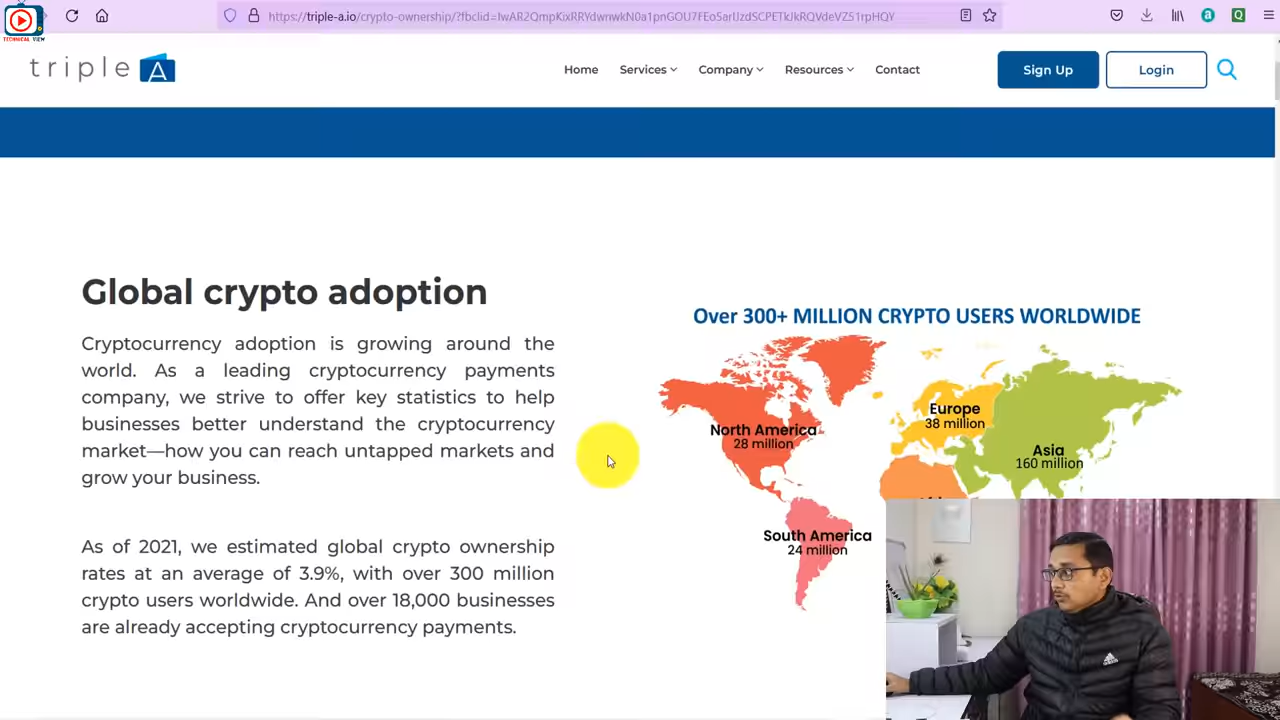 TECHNICAL VIEW
https://triple-a.io/crypto-ownership/?fbclid=IwAR2QmpKixRRYdwnwkN0a1pnGOU7FEo5arUzdSCPETkJkRQVdeVZ51rpHQY
triple A
Home Services Company Resources Contact Sign Up Login
Global crypto adoption
Cryptocurrency adoption is growing around the
world. As a leading cryptocurrency payments
company, we strive to offer key statistics to help
businesses better understand the cryptocurrency
market—how you can reach untapped markets and
grow your business.
As of 2021, we estimated global crypto ownership
rates at an average of 3.9%, with over 300 million
crypto users worldwide. And over 18,000 businesses
are already accepting cryptocurrency payments.
Over 300+ MILLION CRYPTO USERS WORLDWIDE
Europe
38 million
North America
28 million
Asia
160 million
South America
24 million